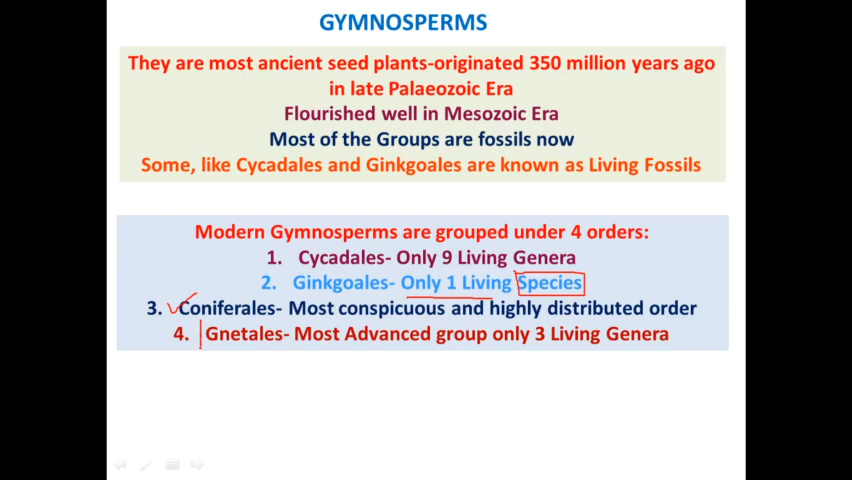 GYMNOSPERMS
They are most ancient seed plants-originated 350 million years ago
in late Palaeozoic Era
Flourished well in Mesozoic Era
Most of the Groups are fossils now
Some, like Cycadales and Ginkgoales are known as Living Fossils
Modern Gymnosperms are grouped under 4 orders:
1. Cycadales- Only 9 Living Genera
2. Ginkgoales- Only 1 Living Species
3. Coniferales- Most conspicuous and highly distributed order
4. Gnetales- Most Advanced group only 3 Living Genera